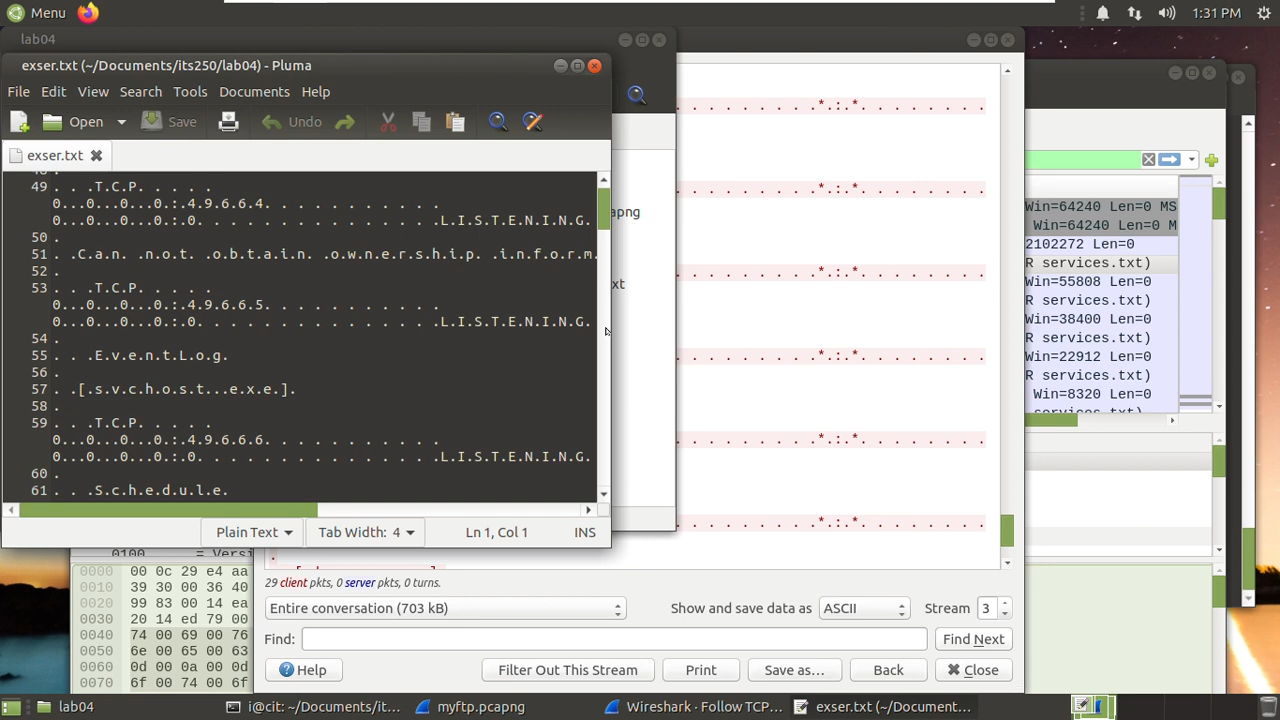 Menu
1:31 PM
lab04
exser.txt (~/Documents/its250/lab04) - Pluma
File Edit View Search Tools Documents Help
Open Save Undo
exser.txt
49 . . .T.C.P. . . . .
0...0...0...0.:.4.9.6.6.4. . . . . . . . . . .
0...0...0...0.:.0. . . . . . . . . . . . . . .L.I.S.T.E.N.I.N.G.
50 .
51 .C.a.n. .n.o.t. .o.b.t.a.i.n. .o.w.n.e.r.s.h.i.p. .i.n.f.o.r.m.
52 .
53 . . .T.C.P. . . . .
0...0...0...0.:.4.9.6.6.5. . . . . . . . . . .
0...0...0...0.:.0. . . . . . . . . . . . . . .L.I.S.T.E.N.I.N.G.
54 .
55 . . .E.v.e.n.t.L.o.g.
56 .
57 . .[.s.v.c.h.o.s.t...e.x.e.].
58 .
59 . . .T.C.P. . . . .
0...0...0...0.:.4.9.6.6.6. . . . . . . . . . .
0...0...0...0.:.0. . . . . . . . . . . . . . .L.I.S.T.E.N.I.N.G.
60 .
61 . . .S.c.h.e.d.u.l.e.
Plain Text Tab Width: 4 Ln 1, Col 1 INS
apng
xt
. . . . . . . . .*.:.*. . . . . . . .
. . . . . . . . .*.:.*. . . . . . . .
. . . . . . . . .*.:.*. . . . . . . .
. . . . . . . . .*.:.*. . . . . . . .
. . . . . . . . .*.:.*. . . . . . . .
. . . . . . . . .*.:.*. . . . . . . .
Win=64240 Len=0 MS
Win=64240 Len=0 M
2102272 Len=0
R services.txt)
Win=55808 Len=0
R services.txt)
Win=38400 Len=0
R services.txt)
Win=22912 Len=0
R services.txt)
Win=8320 Len=0
R services.txt)
0100 .... = Versi
0000 00 0c 29 e4 aa
0010 39 30 00 36 40
0020 99 83 00 14 ea
0030 20 14 ed 79 00
0040 74 00 69 00 76
0050 6e 00 65 00 63
0060 0d 00 0a 00 0d
0070 6f 00 74 00 6f
29 client pkts, 0 server pkts, 0 turns.
Entire conversation (703 kB) Show and save data as ASCII Stream 3
Find: Find Next
Help Filter Out This Stream Print Save as… Back Close
lab04 i@cit: ~/Documents/it... myftp.pcapng Wireshark · Follow TCP... exser.txt (~/Document...